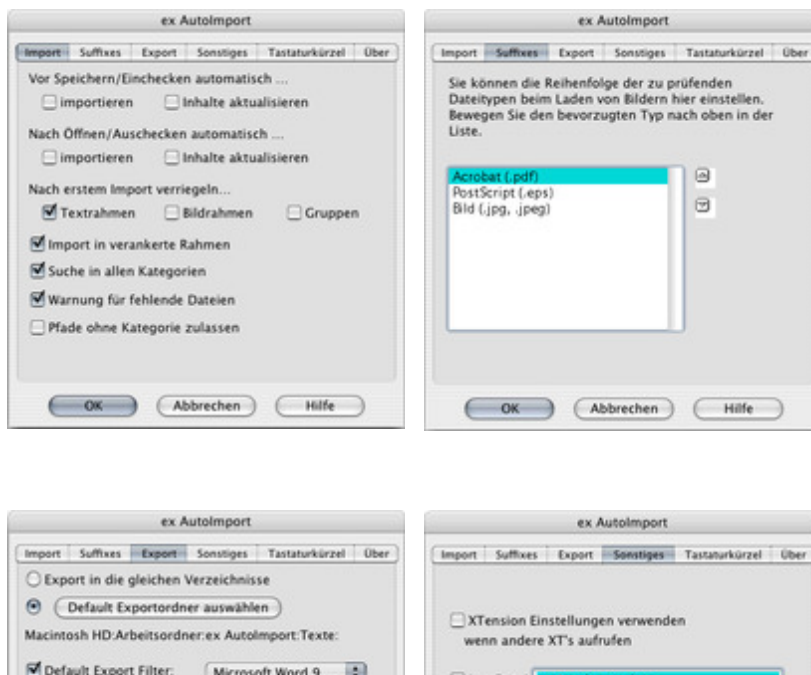 ex AutoImport
Import Suffixes Export Sonstiges Tastaturkürzel Über
Vor Speichern/Einchecken automatisch ...
importieren Inhalte aktualisieren
Nach Öffnen/Auschecken automatisch ...
importieren Inhalte aktualisieren
Nach erstem Import verriegeln...
Textrahmen Bildrahmen Gruppen
Import in verankerte Rahmen
Suche in allen Kategorien
Warnung für fehlende Dateien
Pfade ohne Kategorie zulassen
OK Abbrechen Hilfe
ex AutoImport
Import Suffixes Export Sonstiges Tastaturkürzel Über
Sie können die Reihenfolge der zu prüfenden
Dateitypen beim Laden von Bildern hier einstellen.
Bewegen Sie den bevorzugten Typ nach oben in der
Liste.
Acrobat (.pdf)
PostScript (.eps)
Bild (.jpg, .jpeg)
OK Abbrechen Hilfe
ex AutoImport
Import Suffixes Export Sonstiges Tastaturkürzel Über
Export in die gleichen Verzeichnisse
Default Exportordner auswählen
Macintosh HD:Arbeitsordner:ex AutoImport:Texte:
Default Export Filter: Microsoft Word 9
ex AutoImport
Import Suffixes Export Sonstiges Tastaturkürzel Über
XTension Einstellungen verwenden
wenn andere XT's aufrufen